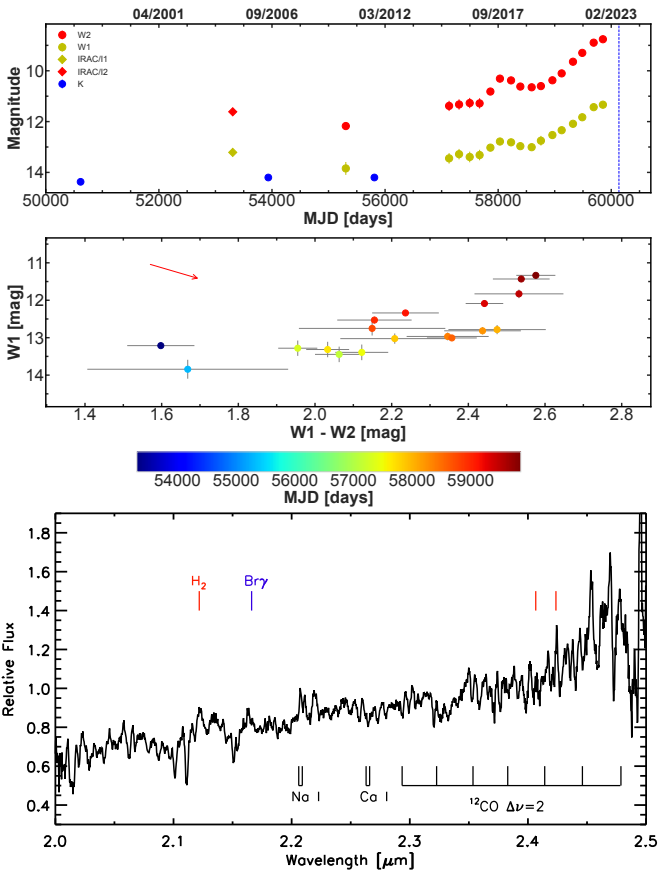 04/2001 09/2006 03/2012 09/2017 02/2023
W2
W1
IRAC/I1
IRAC/I2
K
Magnitude
10
12
14
50000 52000 54000 56000 58000 60000
MJD [days]
W1 [mag]
11
12
13
14
1.4 1.6 1.8 2.0 2.2 2.4 2.6 2.8
W1 - W2 [mag]
54000 55000 56000 57000 58000 59000
MJD [days]
Relative Flux
1.8
1.6
1.4
1.2
1.0
0.8
0.6
0.4
H₂ Brγ
Na I Ca I ¹²CO Δν=2
2.0 2.1 2.2 2.3 2.4 2.5
Wavelength [μm]